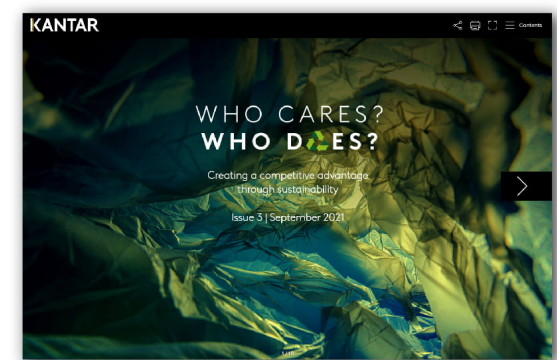 KANTAR
Contents
WHO CARES?
WHO DOES?
Creating a competitive advantage
through sustainability
Issue 3 | September 2021